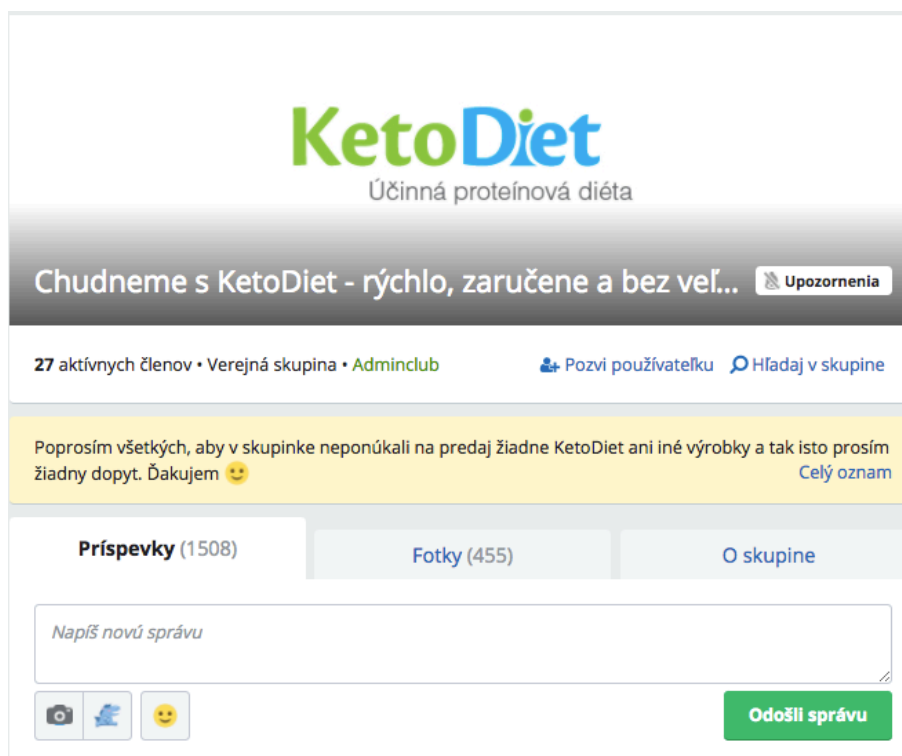 KetoDiet
Účinná proteínová diéta
Chudneme s KetoDiet - rýchlo, zaručene a bez veľ... Upozornenia
27 aktívnych členov • Verejná skupina • Adminclub Pozvi používateľku Hľadaj v skupine
Poprosím všetkých, aby v skupinke neponúkali na predaj žiadne KetoDiet ani iné výrobky a tak isto prosím
žiadny dopyt. Ďakujem 🙂 Celý oznam
Príspevky (1508) Fotky (455) O skupine
Napíš novú správu
Odošli správu